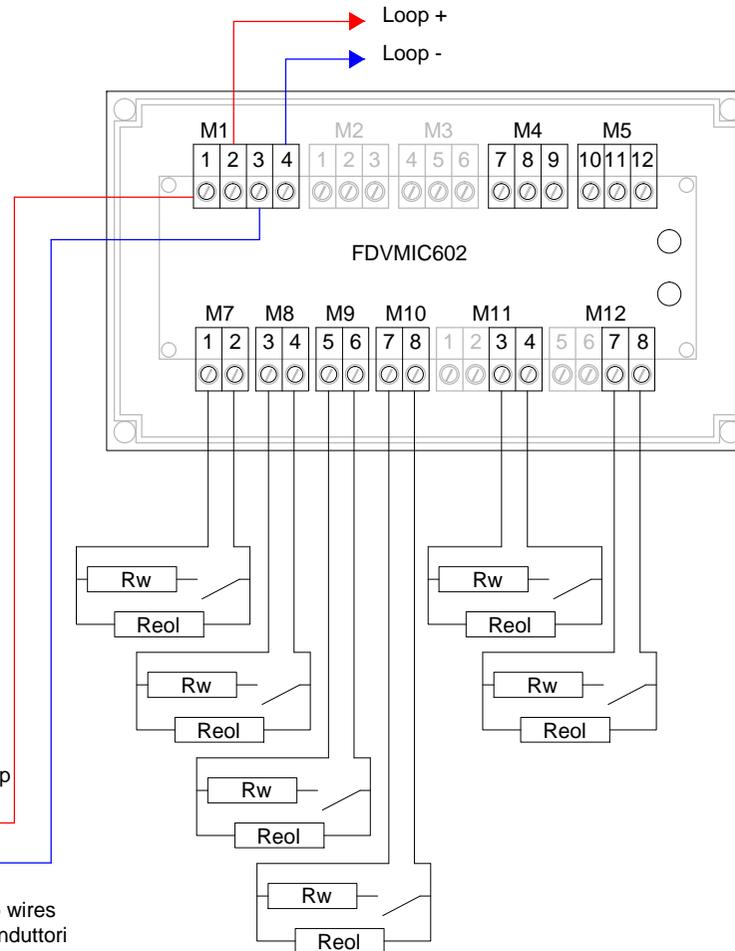 Loop +
Loop -
M1 M2 M3 M4 M5
1 2 3 4 1 2 3 4 5 6 7 8 9 10 11 12
FDVMIC602
M7 M8 M9 M10 M11 M12
1 2 3 4 5 6 7 8 1 2 3 4 5 6 7 8
Rw Rw
Reol Reol
Rw Rw
Reol Reol
Rw
Reol
Rw
Reol
p
wires
nduttori